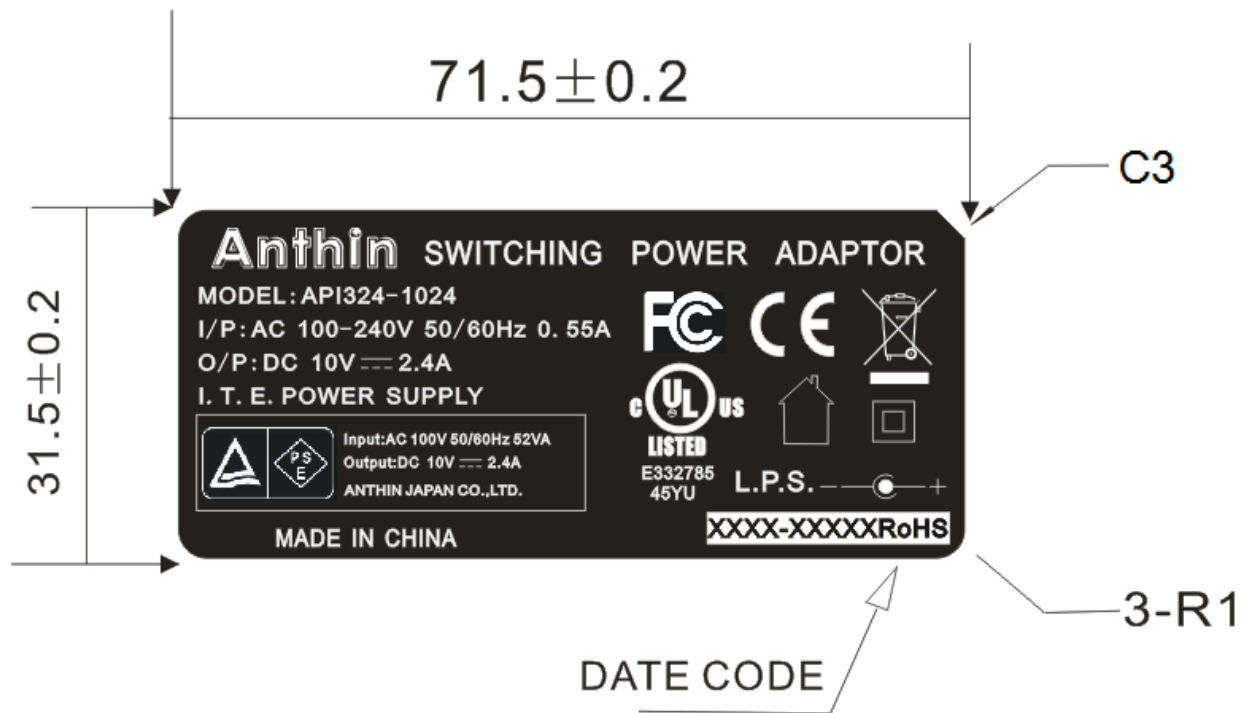 71.5±0.2
C3
31.5±0.2
Anthin SWITCHING POWER ADAPTOR
MODEL: API324-1024
I/P: AC 100-240V 50/60Hz 0. 55A
O/P: DC 10V ⎓ 2.4A
I. T. E. POWER SUPPLY
FC CE
c UL US
LISTED
E332785
45YU
PS
E
Input:AC 100V 50/60Hz 52VA
Output:DC 10V ⎓ 2.4A
ANTHIN JAPAN CO.,LTD.
L.P.S. - +
MADE IN CHINA
XXXX-XXXXXRoHS
3-R1
DATE CODE